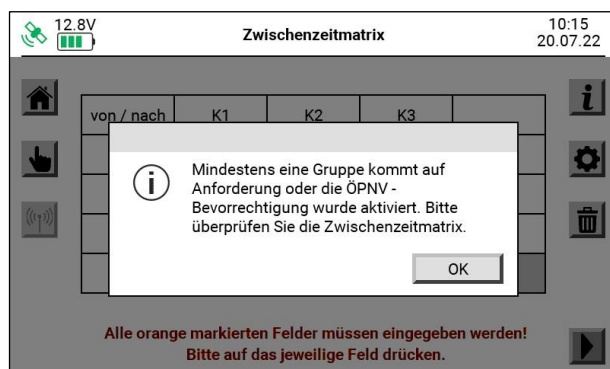 12.8V
Zwischenzeitmatrix
10:15
20.07.22
von / nach K1 K2 K3
Mindestens eine Gruppe kommt auf
Anforderung oder die ÖPNV -
Bevorrechtigung wurde aktiviert. Bitte
überprüfen Sie die Zwischenzeitmatrix.
OK
Alle orange markierten Felder müssen eingegeben werden!
Bitte auf das jeweilige Feld drücken.